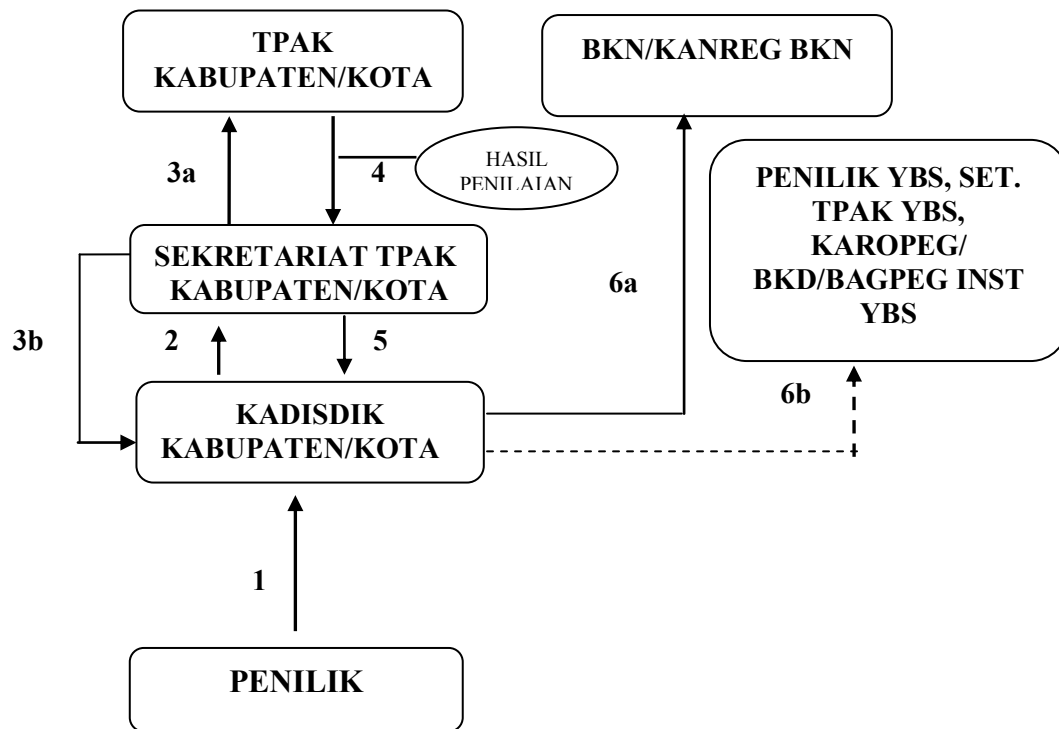 TPAK
KABUPATEN/KOTA
BKN/KANREG BKN
3a
4
HASIL
PENILAIAN
PENILIK YBS, SET.
TPAK YBS,
KAROPEG/
BKD/BAGPEG INST
YBS
SEKRETARIAT TPAK
KABUPATEN/KOTA
6a
3b
2
5
6b
KADISDIK
KABUPATEN/KOTA
1
PENILIK